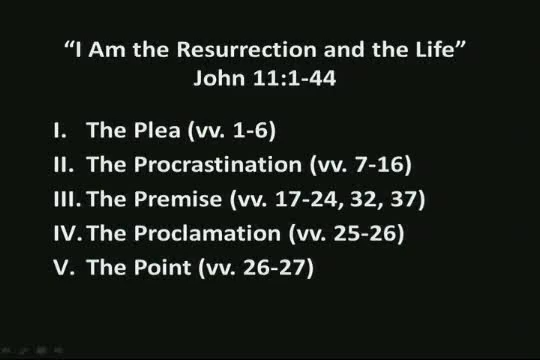 “I Am the Resurrection and the Life”
John 11:1-44
I. The Plea (vv. 1-6)
II. The Procrastination (vv. 7-16)
III. The Premise (vv. 17-24, 32, 37)
IV. The Proclamation (vv. 25-26)
V. The Point (vv. 26-27)